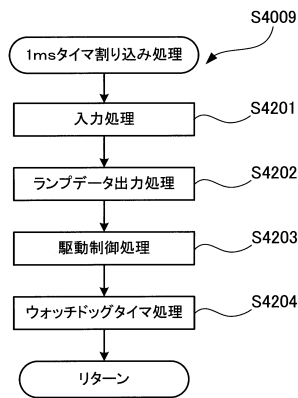 S4009
1msタイマ割り込み処理
入力処理
S4201
ランプデータ出力処理
S4202
駆動制御処理
S4203
ウォッチドッグタイマ処理
S4204
リターン